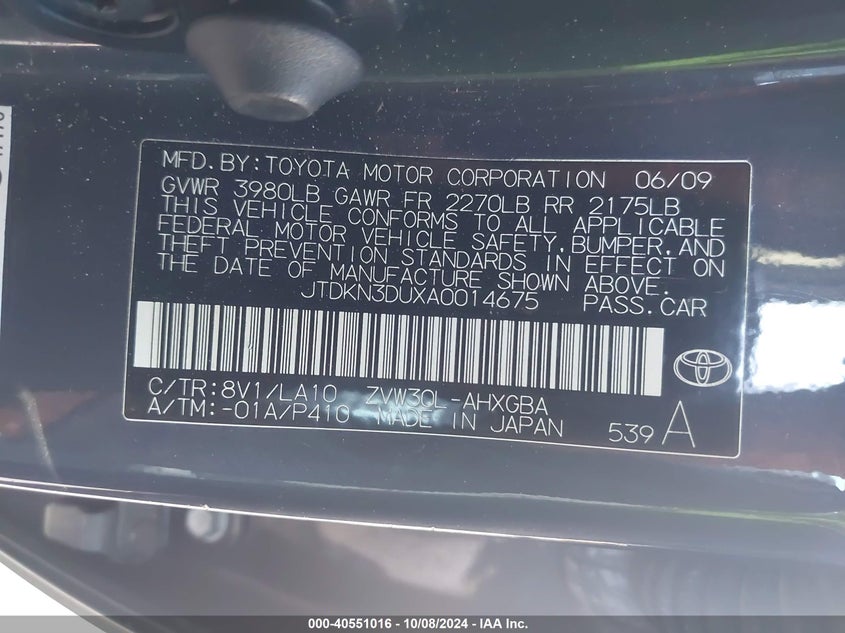 MFD. BY: TOYOTA MOTOR CORPORATION 06/09
GVWR 3980LB GAWR FR 2270LB RR 2175LB
THIS VEHICLE CONFORMS TO ALL APPLICABLE
FEDERAL MOTOR VEHICLE SAFETY, BUMPER, AND
THEFT PREVENTION STANDARDS IN EFFECT ON
THE DATE OF MANUFACTURE SHOWN ABOVE.
JTDKN3DUXA0014675 PASS. CAR
C/TR: 8V1/LA10 ZVW30L-AHXGBA
A/TM: -01A/P410 MADE IN JAPAN 539 A
000-40551016 - 10/08/2024 - IAA Inc.